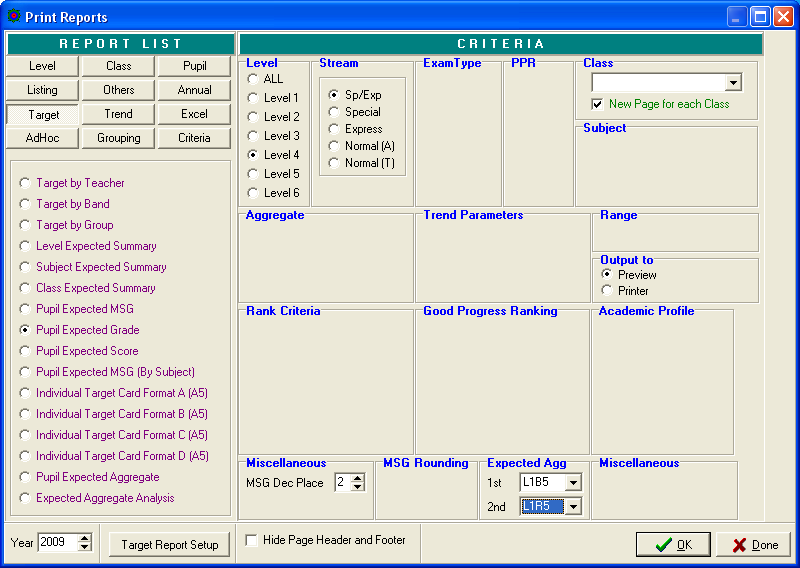 Print Reports
REPORT LIST
Level Class Pupil
Listing Others Annual
Target Trend Excel
AdHoc Grouping Criteria
Target by Teacher
Target by Band
Target by Group
Level Expected Summary
Subject Expected Summary
Class Expected Summary
Pupil Expected MSG
Pupil Expected Grade
Pupil Expected Score
Pupil Expected MSG (By Subject)
Individual Target Card Format A (A5)
Individual Target Card Format B (A5)
Individual Target Card Format C (A5)
Individual Target Card Format D (A5)
Pupil Expected Aggregate
Expected Aggregate Analysis
CRITERIA
Level
ALL
Level 1
Level 2
Level 3
Level 4
Level 5
Level 6
Stream
Sp/Exp
Special
Express
Normal (A)
Normal (T)
ExamType
PPR
Class
New Page for each Class
Subject
Aggregate
Trend Parameters
Range
Output to
Preview
Printer
Rank Criteria
Good Progress Ranking
Academic Profile
Miscellaneous
MSG Dec Place 2
MSG Rounding
Expected Agg
1st L1B5
2nd L1R5
Miscellaneous
Year 2009
Target Report Setup
Hide Page Header and Footer
OK
Done